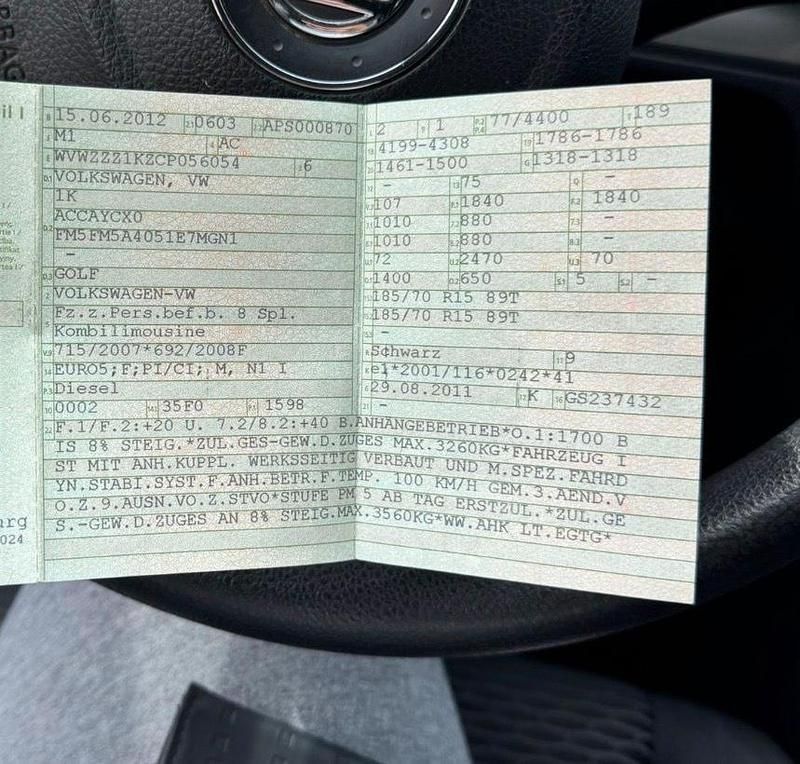 15.06.2012 0603 APS000870
M1 AC
WVWZZZ1KZCP056054 6
VOLKSWAGEN, VW
1K
ACCAYCX0
FM5FM5A4051E7MGN1
–
GOLF
VOLKSWAGEN-VW
Fz.z.Pers.bef.b. 8 Spl.
Kombilimousine
715/2007*692/2008F
EURO5;F;PI/CI; M, N1 I
Diesel
0002 35F0 1598
2 1 77/4400 189
4199-4308 1786-1786
1461-1500 1318-1318
– 75 –
107 1840 1840
1010 880 –
1010 880 –
72 2470 70
1400 650 5 –
185/70 R15 89T
185/70 R15 89T
–
Schwarz 9
e1*2001/116*0242*41
29.08.2011 K GS237432
–
F.1/F.2:+20 U. 7.2/8.2:+40 B.ANHANGEBETRIEB*O.1:1700 B
IS 8% STEIG.*ZUL.GES-GEW.D.ZUGES MAX.3260KG*FAHRZEUG I
ST MIT ANH.KUPPL. WERKSSEITIG VERBAUT UND M.SPEZ.FAHRD
YN.STABI.SYST.F.ANH.BETR.F.TEMP. 100 KM/H GEM.3.AEND.V
O.Z.9.AUSN.VO.Z.STVO*STUFE PM 5 AB TAG ERSTZUL.*ZUL.GE
S.-GEW.D.ZUGES AN 8% STEIG.MAX.3560KG*WW.AHK LT.EGTG*